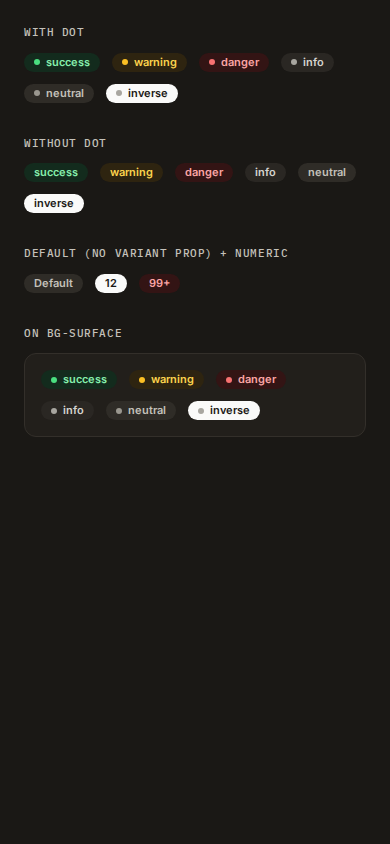 WITH DOT
success warning danger info
neutral inverse
WITHOUT DOT
success warning danger info neutral
inverse
DEFAULT (NO VARIANT PROP) + NUMERIC
Default 12 99+
ON BG-SURFACE
success warning danger
info neutral inverse